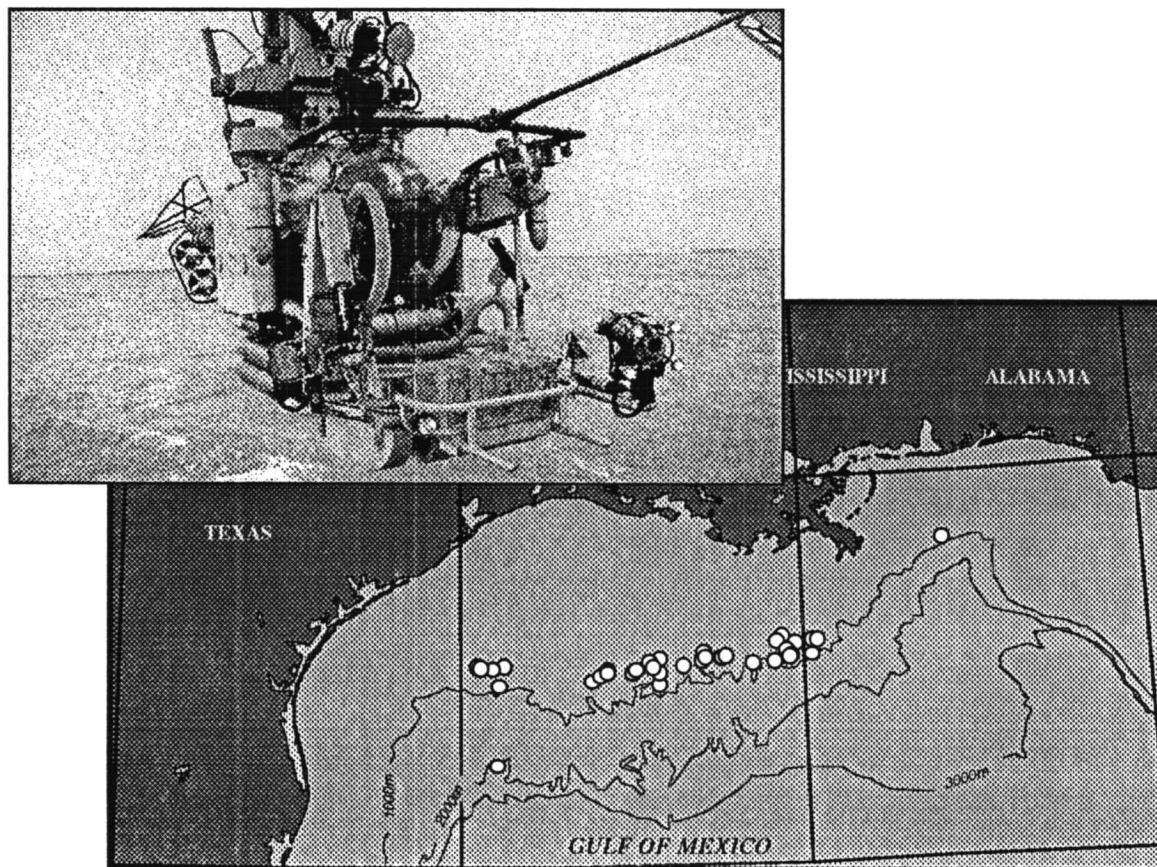 ISSISSIPPI
ALABAMA
TEXAS
1000m
2000m
3000m
GULF OF MEXICO